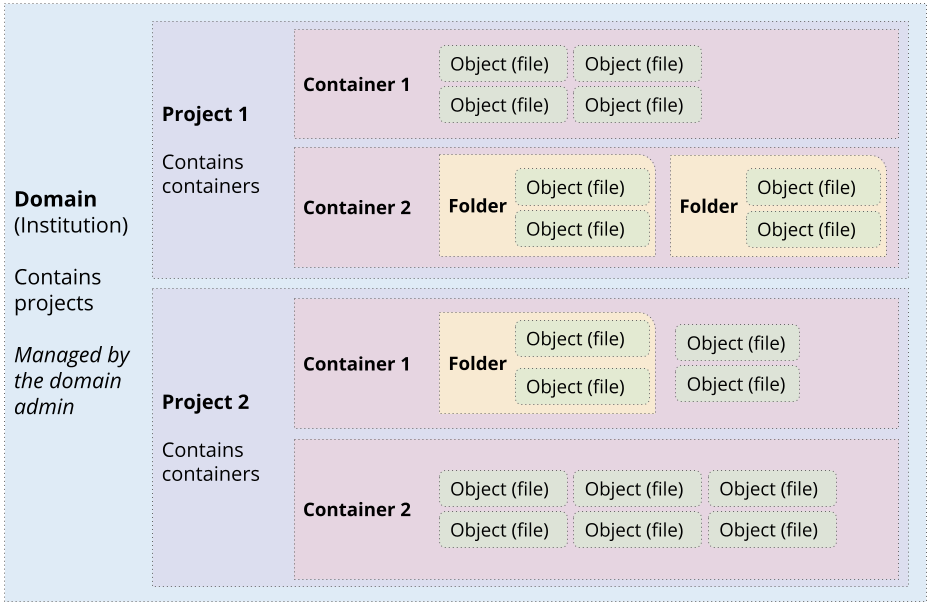 Domain
(Institution)
Contains
projects
Managed by
the domain
admin
Project 1
Contains
containers
Container 1
Object (file) Object (file)
Object (file) Object (file)
Container 2
Folder
Object (file)
Object (file)
Folder
Object (file)
Object (file)
Project 2
Contains
containers
Container 1
Folder
Object (file)
Object (file)
Object (file)
Object (file)
Container 2
Object (file) Object (file) Object (file)
Object (file) Object (file) Object (file)